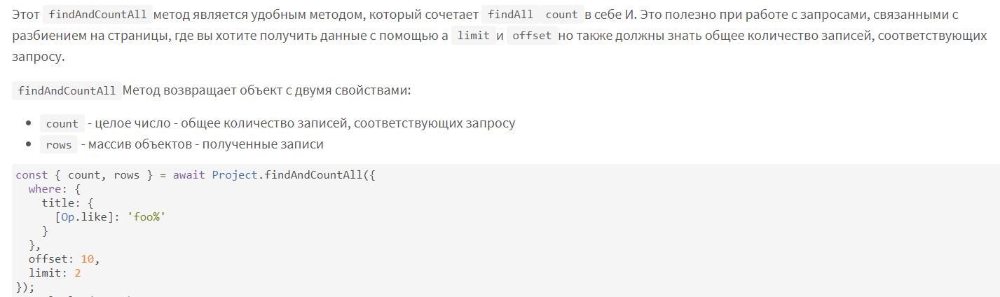 Этот findAndCountAll метод является удобным методом, который сочетает findAll count в себе И. Это полезно при работе с запросами, связанными с
разбиением на страницы, где вы хотите получить данные с помощью а limit и offset но также должны знать общее количество записей, соответствующих
запросу.
findAndCountAll Метод возвращает объект с двумя свойствами:
• count - целое число - общее количество записей, соответствующих запросу
• rows - массив объектов - полученные записи
const { count, rows } = await Project.findAndCountAll({
  where: {
    title: {
      [Op.like]: 'foo%'
    }
  },
  offset: 10,
  limit: 2
});